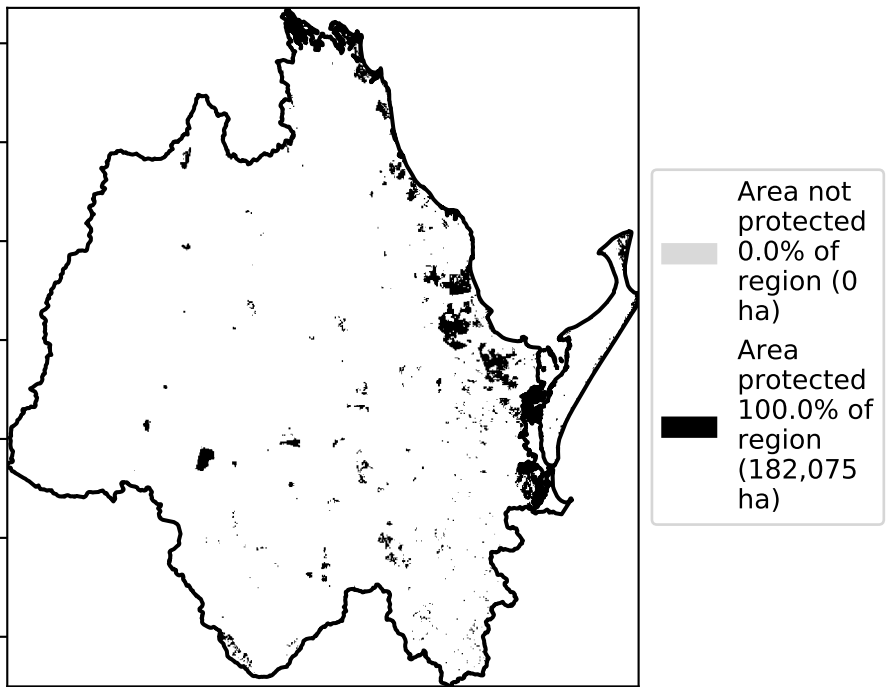 Area not
protected
0.0% of
region (0
ha)
Area
protected
100.0% of
region
(182,075
ha)